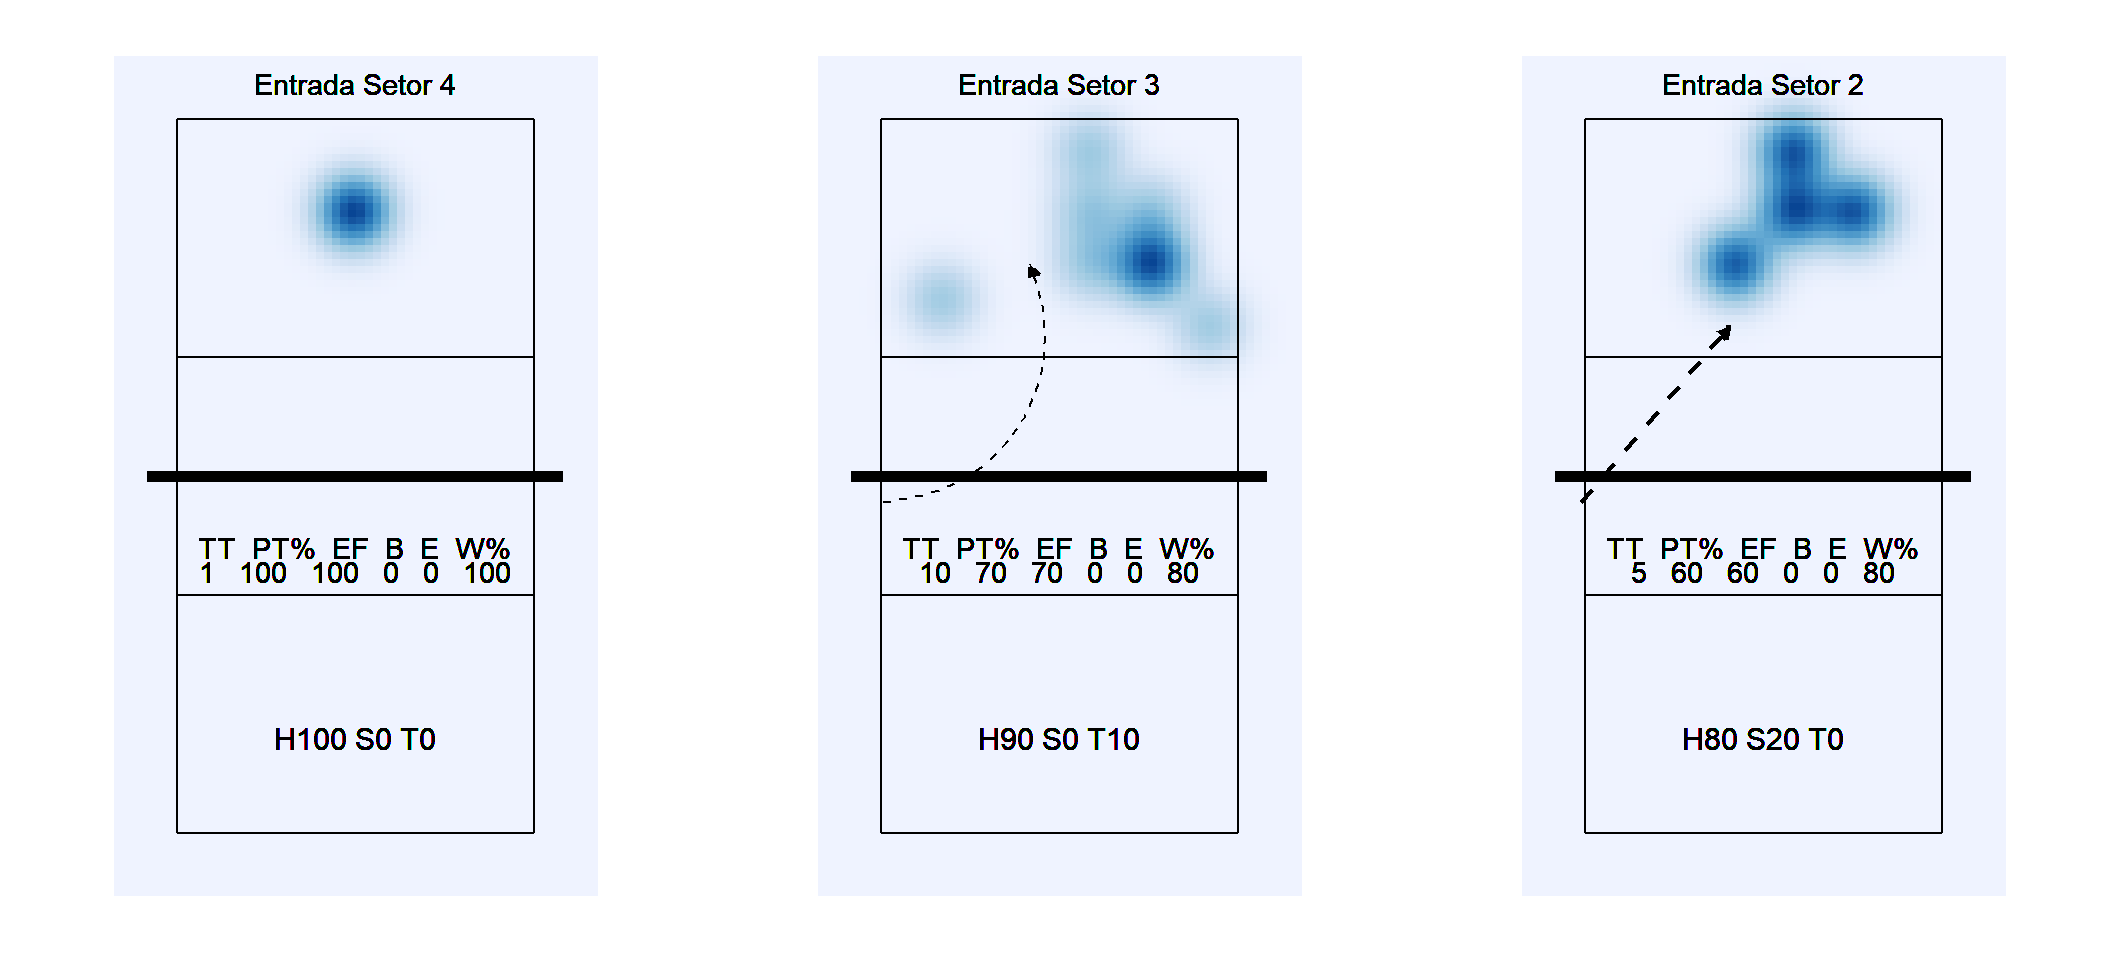 Entrada Setor 4
TT PT% EF B E W%
1 100 100 0 0 100
H100 S0 T0
Entrada Setor 3
TT PT% EF B E W%
10 70 70 0 0 80
H90 S0 T10
Entrada Setor 2
TT PT% EF B E W%
5 60 60 0 0 80
H80 S20 T0